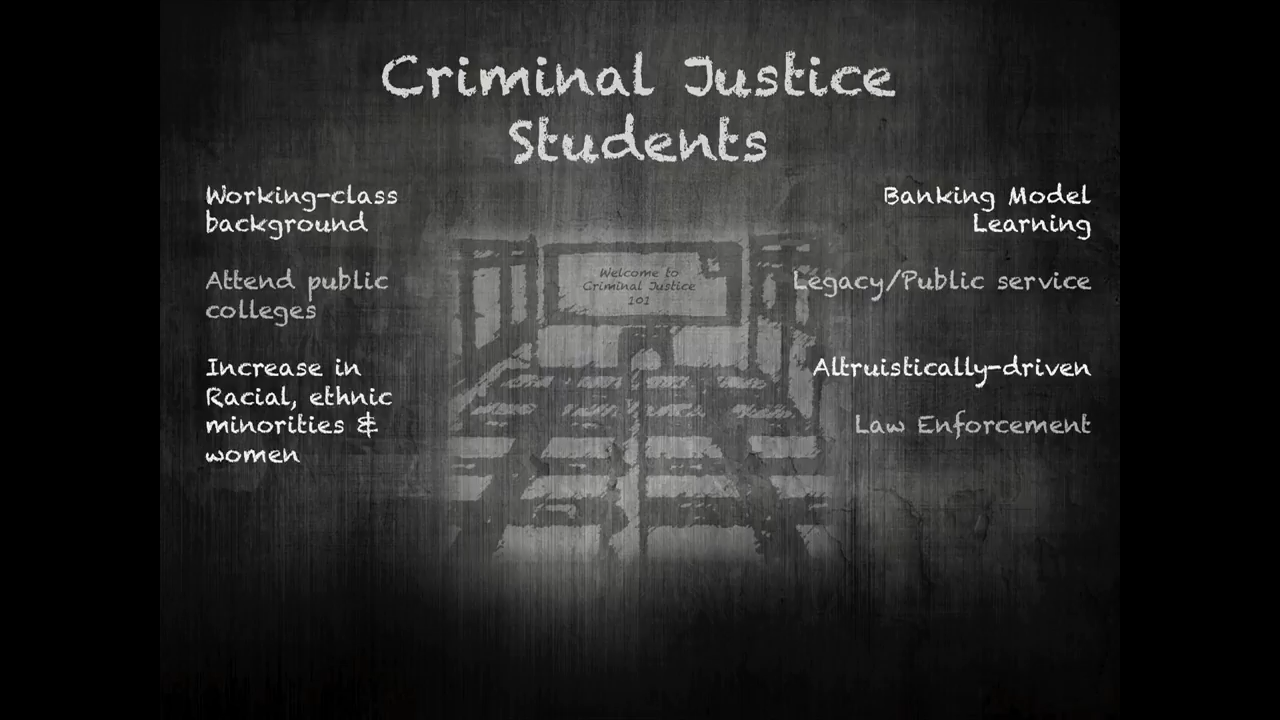 Criminal Justice
Students
Working-class
background
Attend public
colleges
Increase in
Racial, ethnic
minorities &
women
Welcome to
Criminal Justice
101
Banking Model
Learning
Legacy/Public service
Altruistically-driven
Law Enforcement